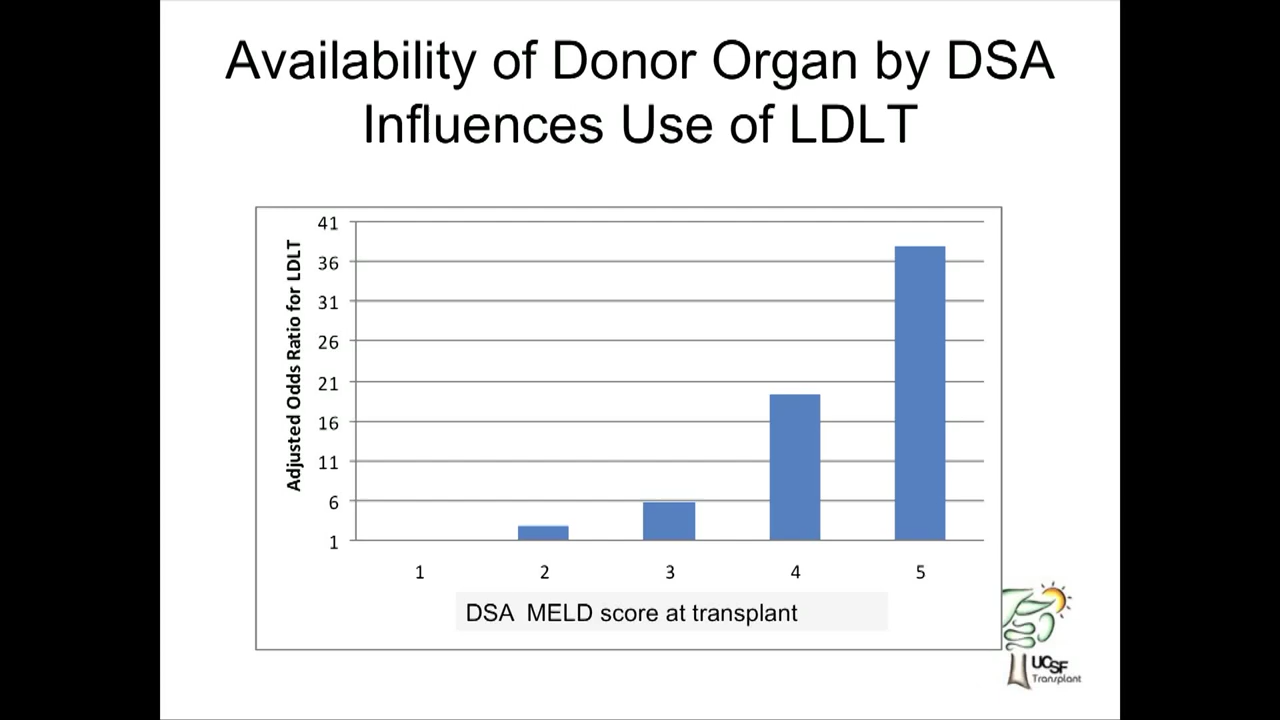 Availability of Donor Organ by DSA
Influences Use of LDLT
Adjusted Odds Ratio for LDLT
41
36
31
26
21
16
11
6
1
1 2 3 4 5
DSA MELD score at transplant
UCSF
Transplant